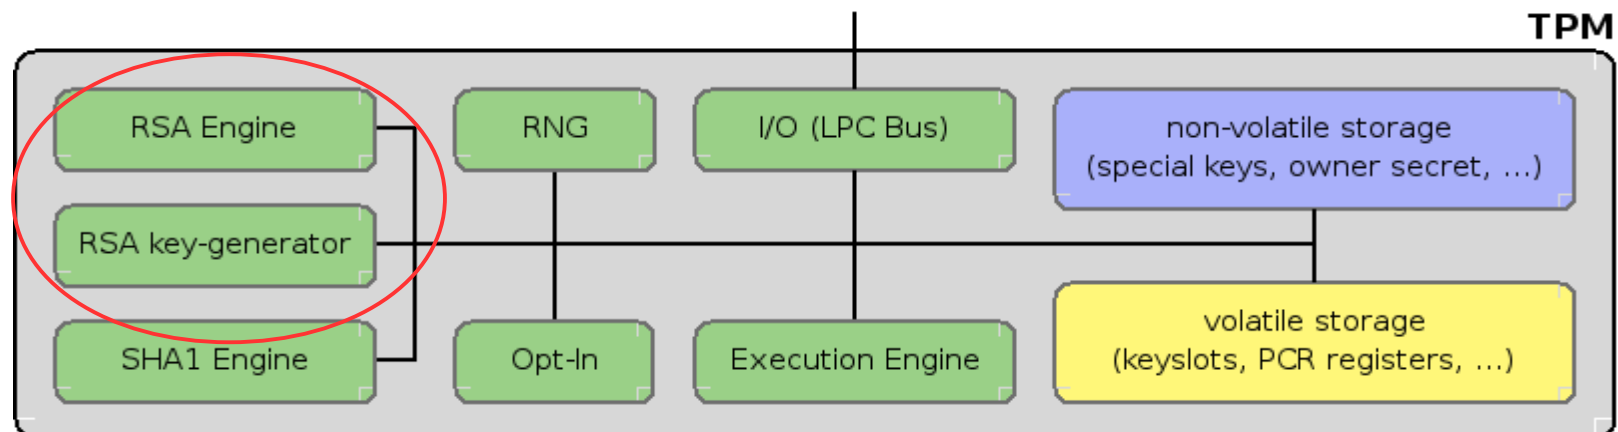 TPM
RSA Engine
RNG
I/O (LPC Bus)
non-volatile storage
(special keys, owner secret, ...)
RSA key-generator
SHA1 Engine
Opt-In
Execution Engine
volatile storage
(keyslots, PCR registers, ...)